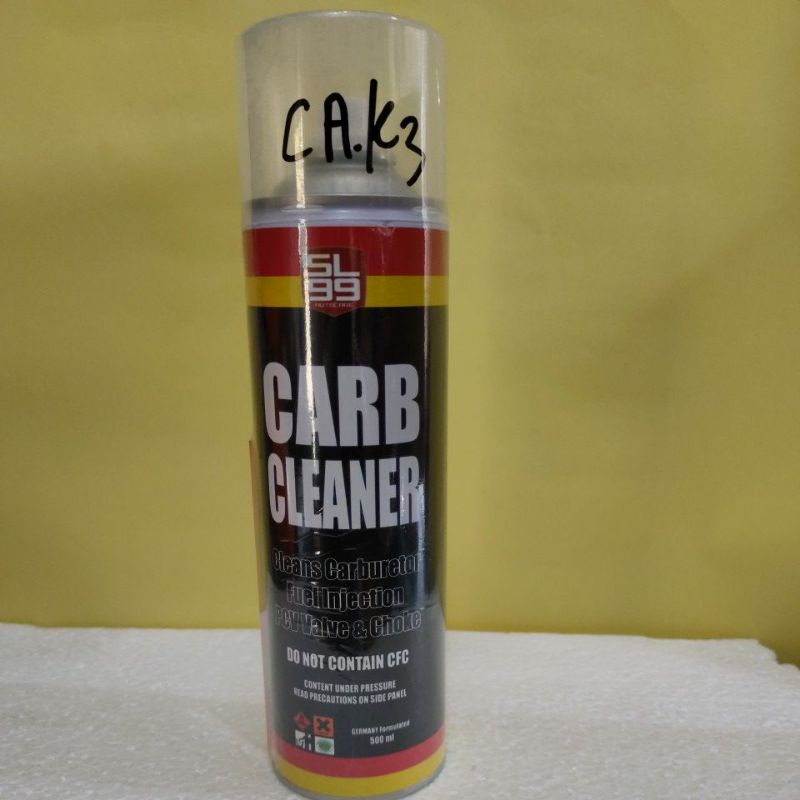 CA.K3
SL
99
CARB
CLEANER
Cleans Carburetor
Fuel Injection
PCV Valve & Choke
DO NOT CONTAIN CFC
CONTENT UNDER PRESSURE
READ PRECAUTIONS ON SIDE PANEL
GERMANY Formulated
500 ml